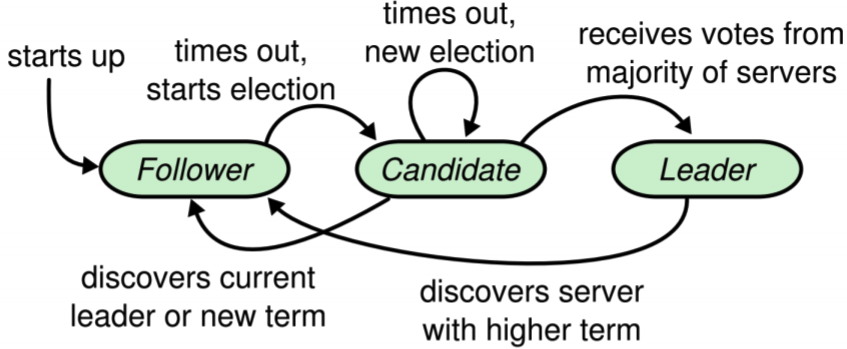 starts up
times out,
starts election
times out,
new election
receives votes from
majority of servers
Follower
Candidate
Leader
discovers current
leader or new term
discovers server
with higher term